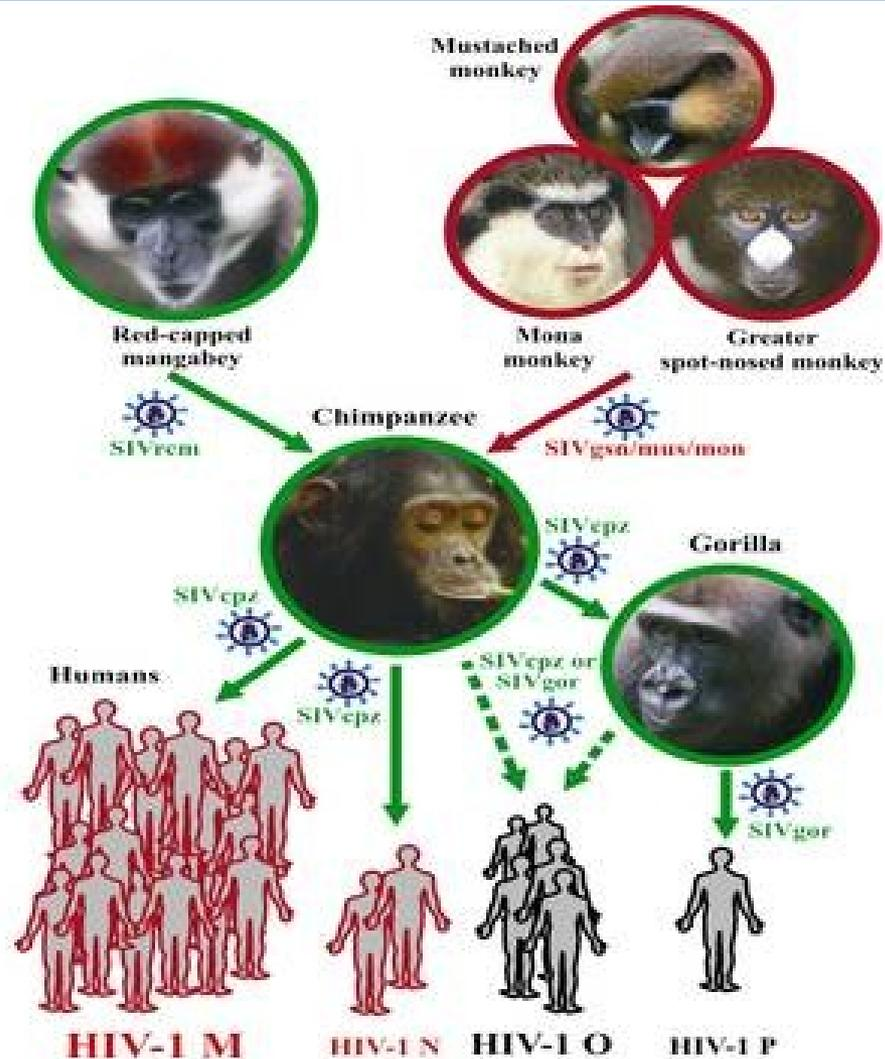 Mustached
monkey
Red-capped
mangabey
Mona
monkey
Greater
spot-nosed monkey
SIVrcm
Chimpanzee
SIVgsn/mus/mon
SIVcpz
Gorilla
SIVcpz
Humans
SIVcpz
SIVcpz or
SIVgor
SIVgor
HIV-1 M
HIV-1 N
HIV-1 O
HIV-1 P